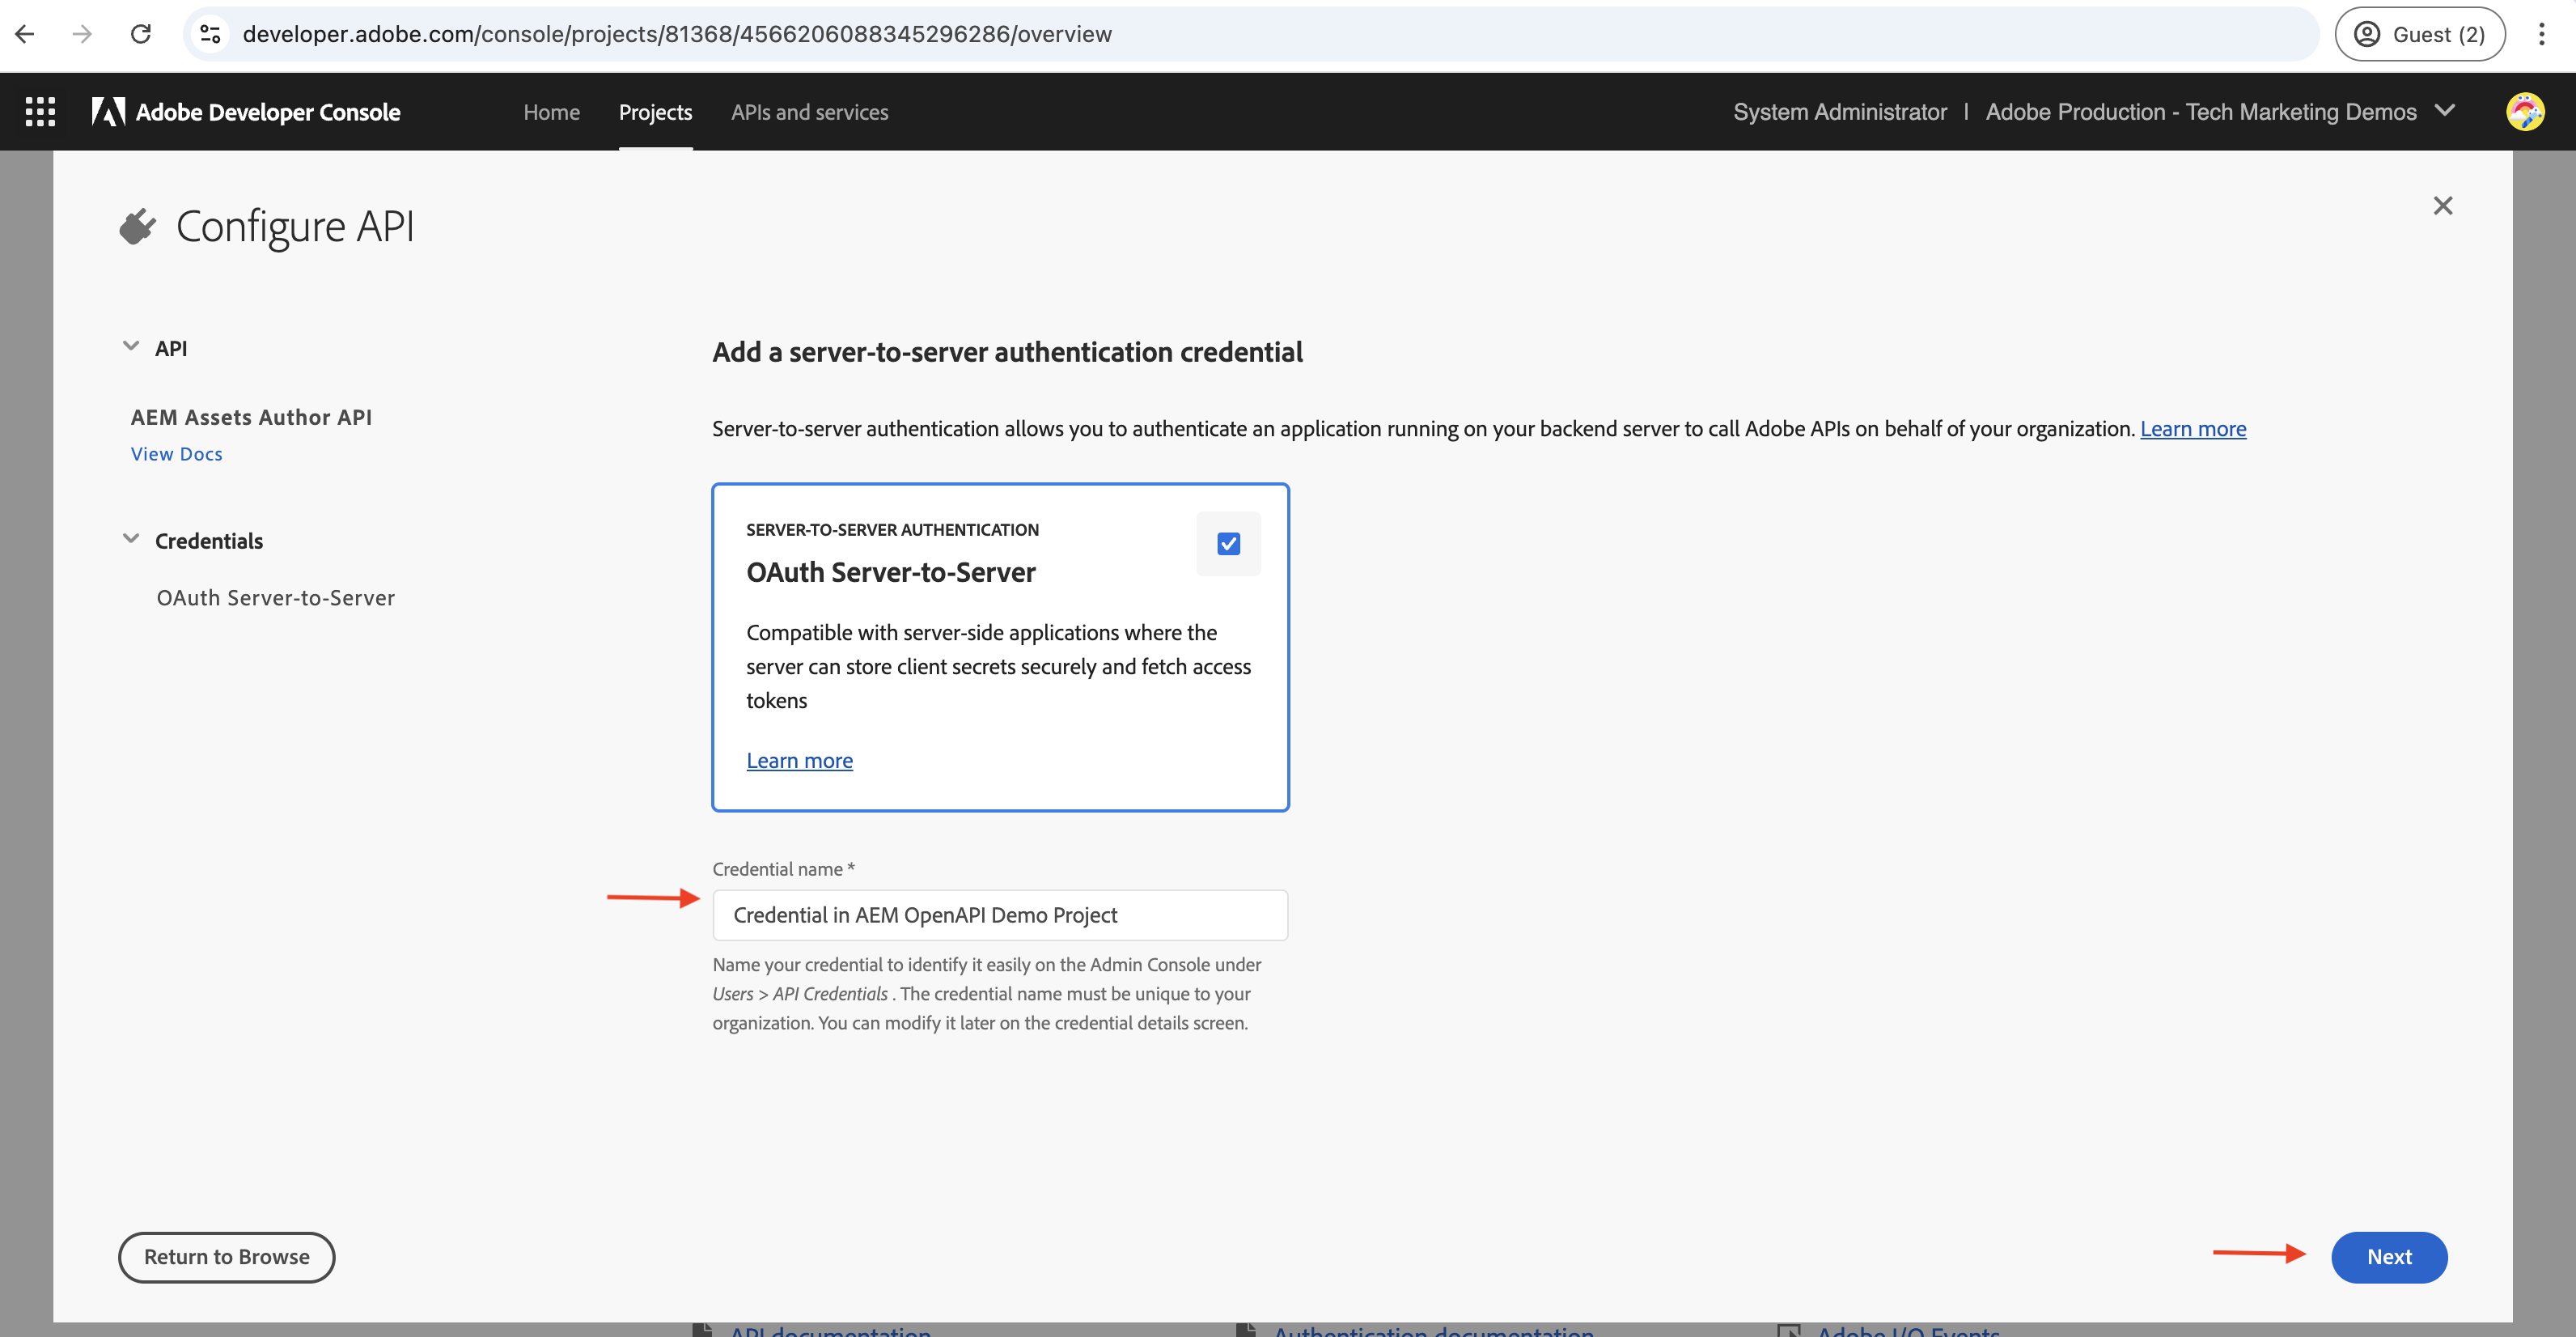 developer.adobe.com/console/projects/81368/4566206088345296286/overview
Guest (2)
Adobe Developer Console
Home
Projects
APIs and services
System Administrator | Adobe Production - Tech Marketing Demos
Configure API
API
AEM Assets Author API
View Docs
Credentials
OAuth Server-to-Server
Add a server-to-server authentication credential
Server-to-server authentication allows you to authenticate an application running on your backend server to call Adobe APIs on behalf of your organization. Learn more
SERVER-TO-SERVER AUTHENTICATION
OAuth Server-to-Server
Compatible with server-side applications where the
server can store client secrets securely and fetch access
tokens
Learn more
Credential name *
Credential in AEM OpenAPI Demo Project
Name your credential to identify it easily on the Admin Console under
Users > API Credentials . The credential name must be unique to your
organization. You can modify it later on the credential details screen.
Return to Browse
Next
API documentation
Authentication documentation
Adobe I/O Events